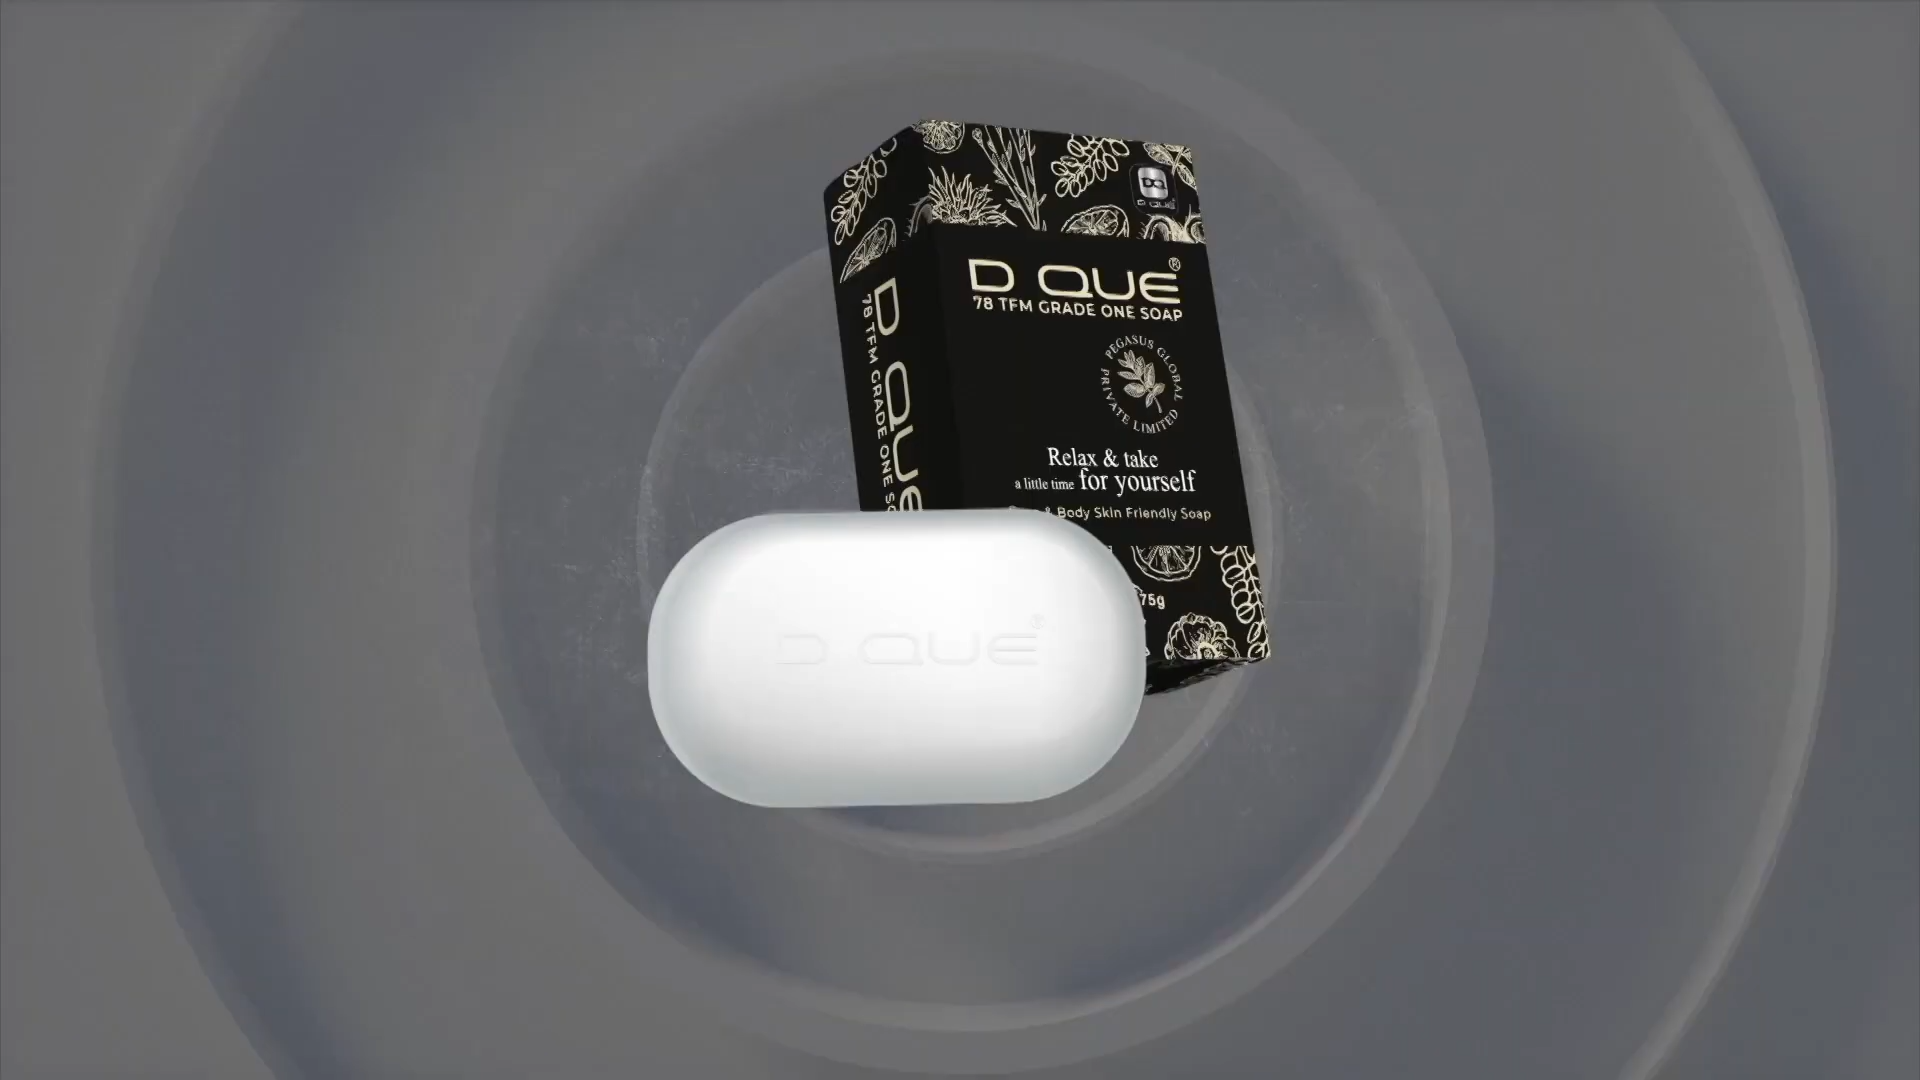 DQ
D QUE
D QUE®
78 TFM GRADE ONE SOAP
PEGASUS GLOBAL
PRIVATE LIMITED
Relax & take
a little time for yourself
& Body Skin Friendly Soap
75g
D QUE
78 TFM GRADE ONE
D QUE®